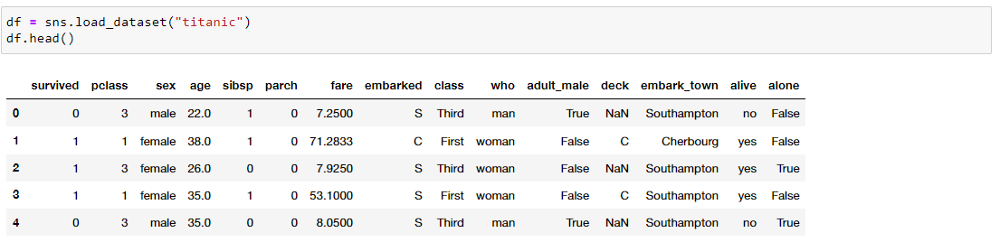 df = sns.load_dataset("titanic")
df.head()
survived pclass sex age sibsp parch fare embarked class who adult_male deck embark_town alive alone
0 0 3 male 22.0 1 0 7.2500 S Third man True NaN Southampton no False
1 1 1 female 38.0 1 0 71.2833 C First woman False C Cherbourg yes False
2 1 3 female 26.0 0 0 7.9250 S Third woman False NaN Southampton yes True
3 1 1 female 35.0 1 0 53.1000 S First woman False C Southampton yes False
4 0 3 male 35.0 0 0 8.0500 S Third man True NaN Southampton no True